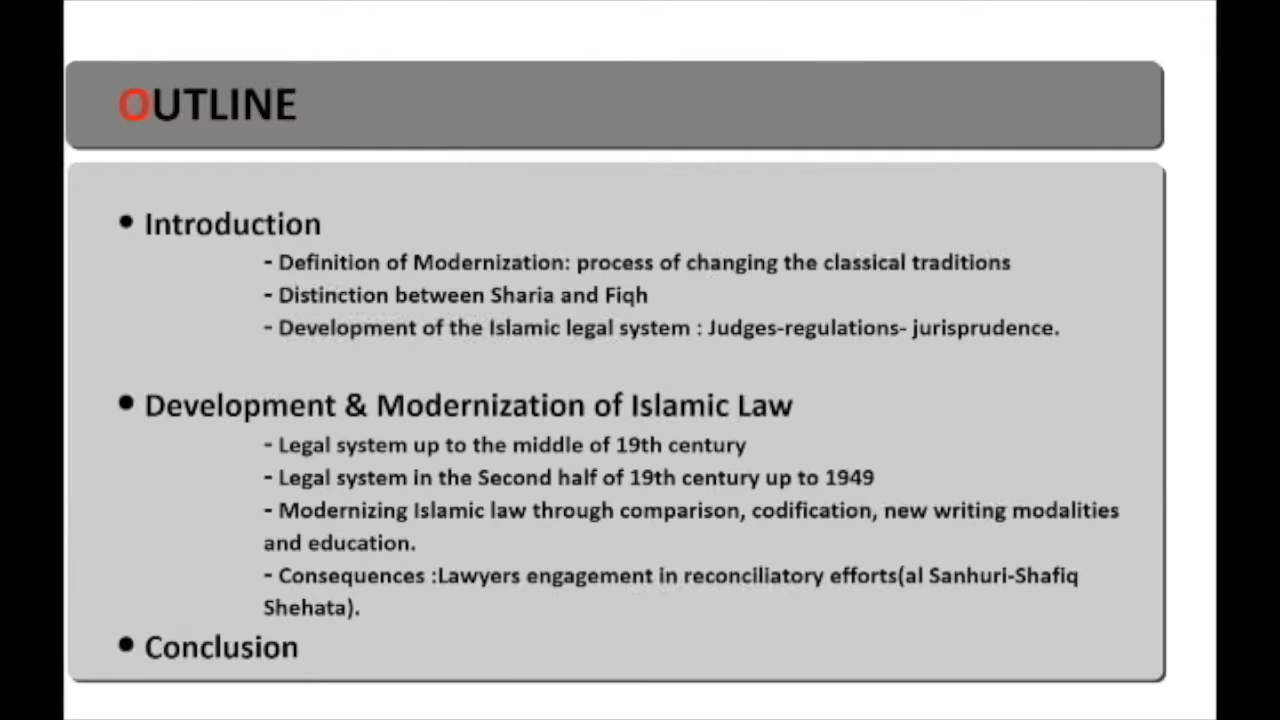 OUTLINE
• Introduction
- Definition of Modernization: process of changing the classical traditions
- Distinction between Sharia and Fiqh
- Development of the Islamic legal system : Judges-regulations- jurisprudence.
• Development & Modernization of Islamic Law
- Legal system up to the middle of 19th century
- Legal system in the Second half of 19th century up to 1949
- Modernizing Islamic law through comparison, codification, new writing modalities
and education.
- Consequences :Lawyers engagement in reconciliatory efforts(al Sanhuri-Shafiq
Shehata).
• Conclusion